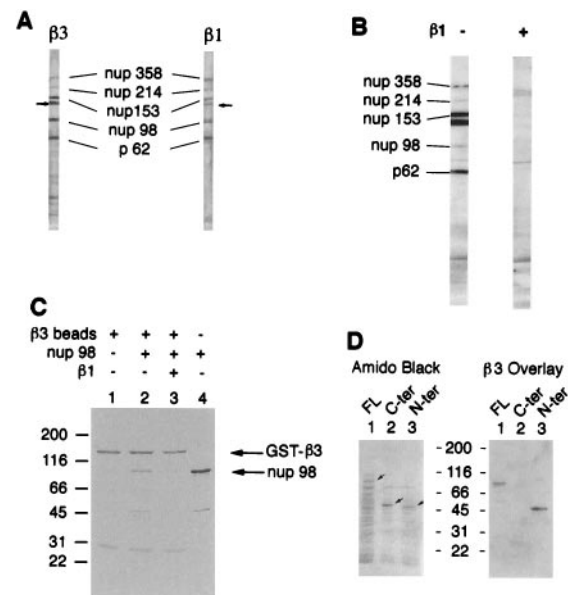 A
β3
β1
nup 358
nup 214
nup153
nup 98
p 62
B
β1 - +
nup 358
nup 214
nup 153
nup 98
p62
C
β3 beads + + + -
nup 98 - + + +
β1 - - + -
1 2 3 4
200
116
66
45
31
22
GST-β3
nup 98
D
Amido Black
β3 Overlay
FL C-ter N-ter
1 2 3
FL C-ter N-ter
1 2 3
- 200 -
- 116 -
- 66 -
- 45 -
- 31 -
- 22 -